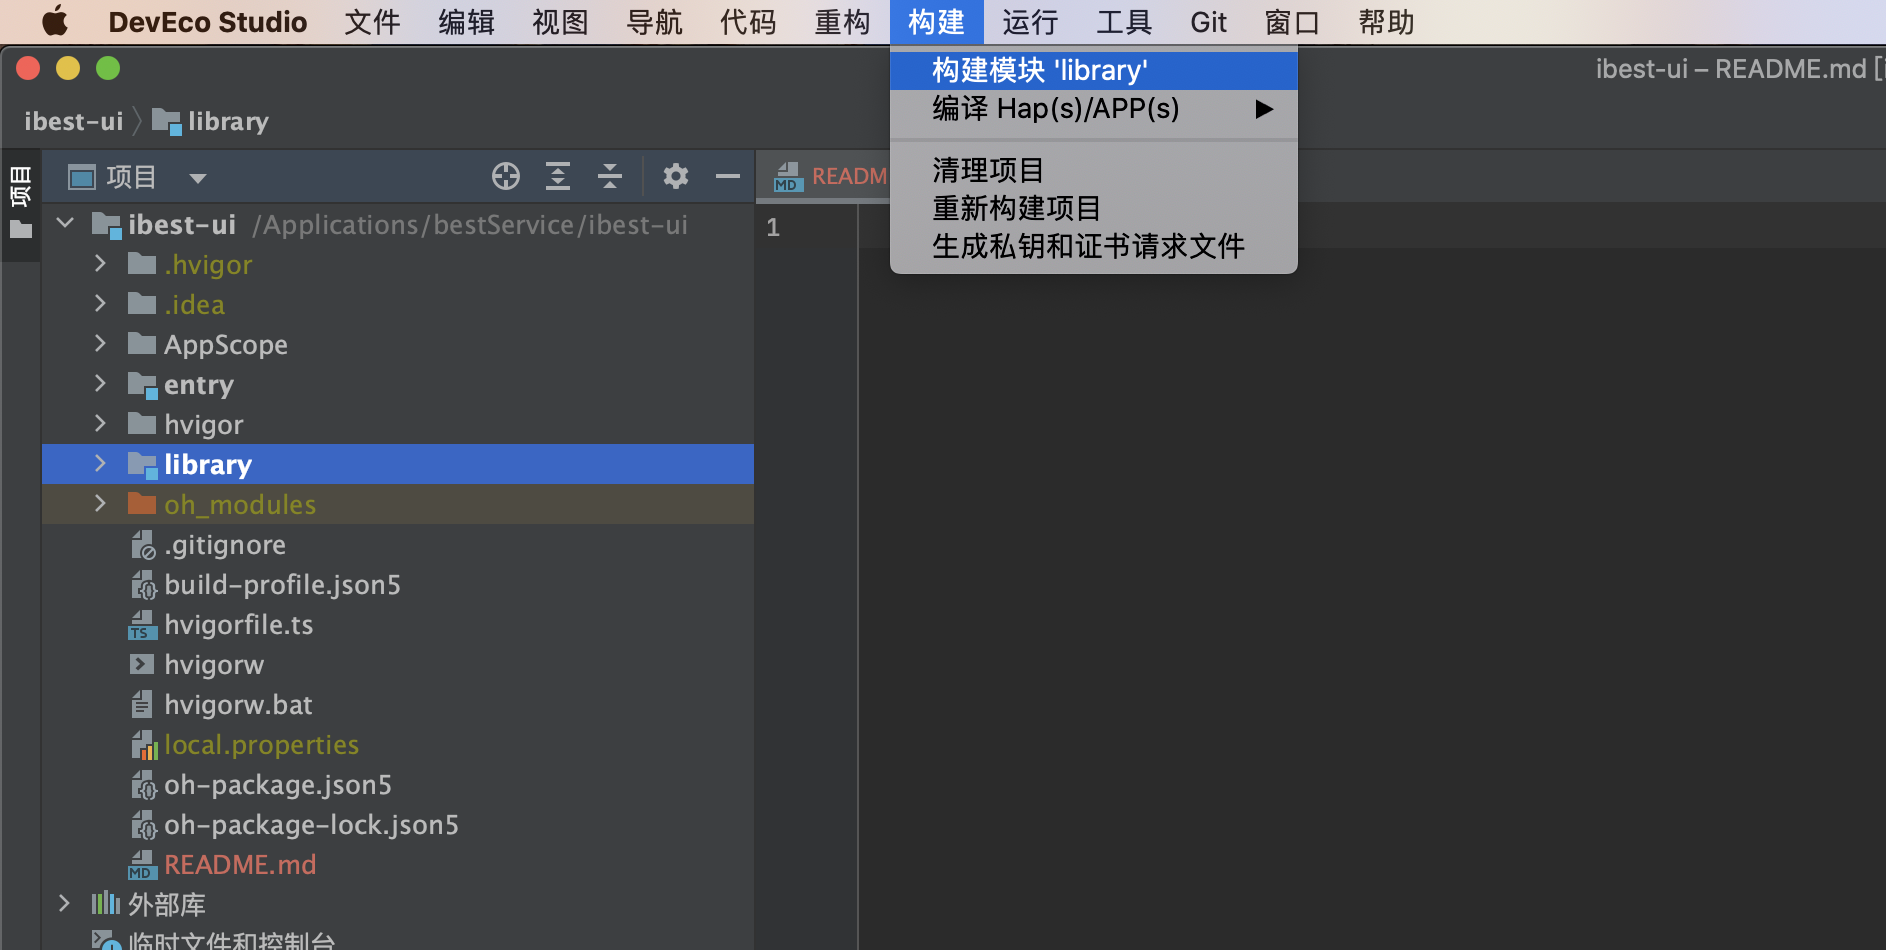 DevEco Studio 文件 编辑 视图 导航 代码 重构 构建 运行 工具 Git 窗口 帮助
构建模块 'library'
编译 Hap(s)/APP(s)
清理项目
重新构建项目
生成私钥和证书请求文件
ibest-ui – README.md [
ibest-ui library
项目
项目
MD READM
1
ibest-ui /Applications/bestService/ibest-ui
.hvigor
.idea
AppScope
entry
hvigor
library
oh_modules
.gitignore
build-profile.json5
TS hvigorfile.ts
hvigorw
hvigorw.bat
local.properties
oh-package.json5
oh-package-lock.json5
MD README.md
外部库
临时文件和控制台